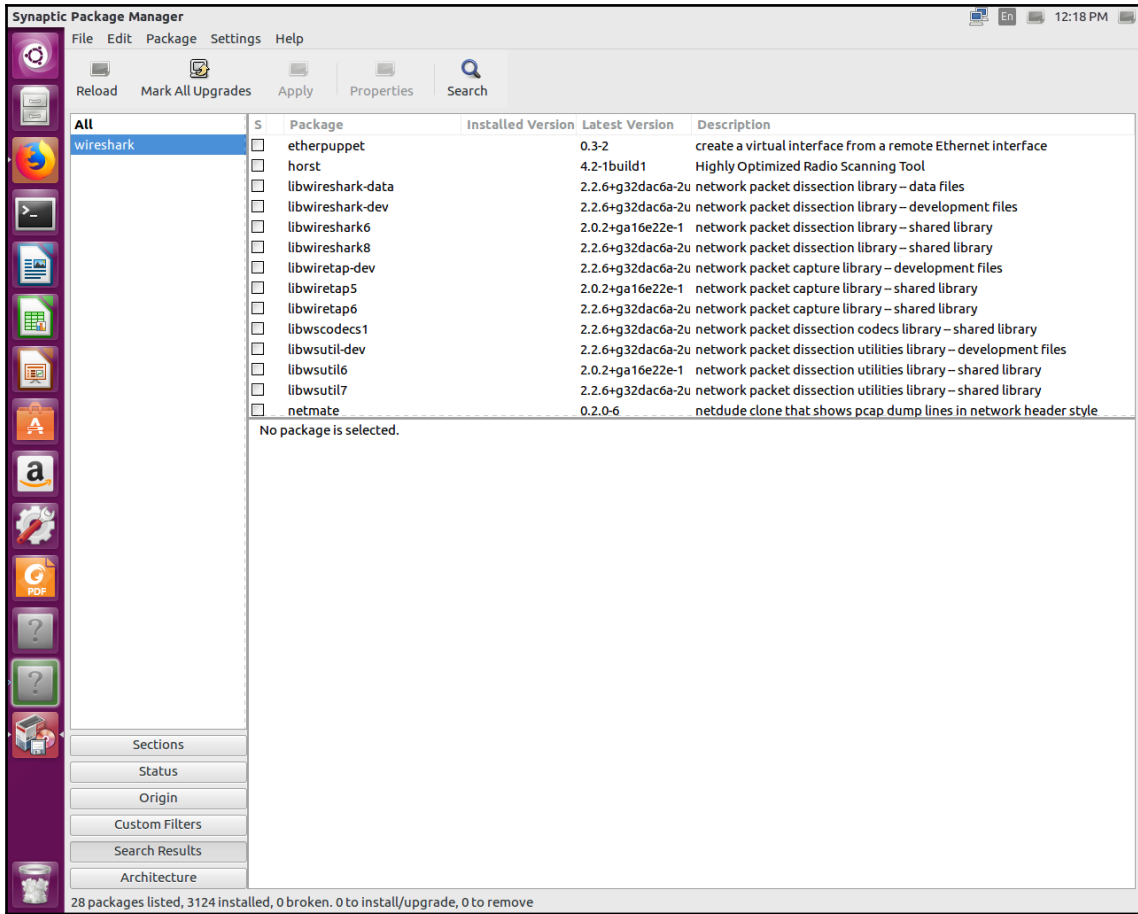 Synaptic Package Manager
En 12:18 PM
File Edit Package Settings Help
Reload Mark All Upgrades Apply Properties Search
All
wireshark
S Package Installed Version Latest Version Description
etherpuppet 0.3-2 create a virtual interface from a remote Ethernet interface
horst 4.2-1build1 Highly Optimized Radio Scanning Tool
libwireshark-data 2.2.6+g32dac6a-2u network packet dissection library – data files
libwireshark-dev 2.2.6+g32dac6a-2u network packet dissection library – development files
libwireshark6 2.0.2+ga16e22e-1 network packet dissection library – shared library
libwireshark8 2.2.6+g32dac6a-2u network packet dissection library – shared library
libwiretap-dev 2.2.6+g32dac6a-2u network packet capture library – development files
libwiretap5 2.0.2+ga16e22e-1 network packet capture library – shared library
libwiretap6 2.2.6+g32dac6a-2u network packet capture library – shared library
libwscodecs1 2.2.6+g32dac6a-2u network packet dissection codecs library – shared library
libwsutil-dev 2.2.6+g32dac6a-2u network packet dissection utilities library – development files
libwsutil6 2.0.2+ga16e22e-1 network packet dissection utilities library – shared library
libwsutil7 2.2.6+g32dac6a-2u network packet dissection utilities library – shared library
netmate 0.2.0-6 netdude clone that shows pcap dump lines in network header style
No package is selected.
A
a
G
PDF
?
?
Sections
Status
Origin
Custom Filters
Search Results
Architecture
28 packages listed, 3124 installed, 0 broken. 0 to install/upgrade, 0 to remove